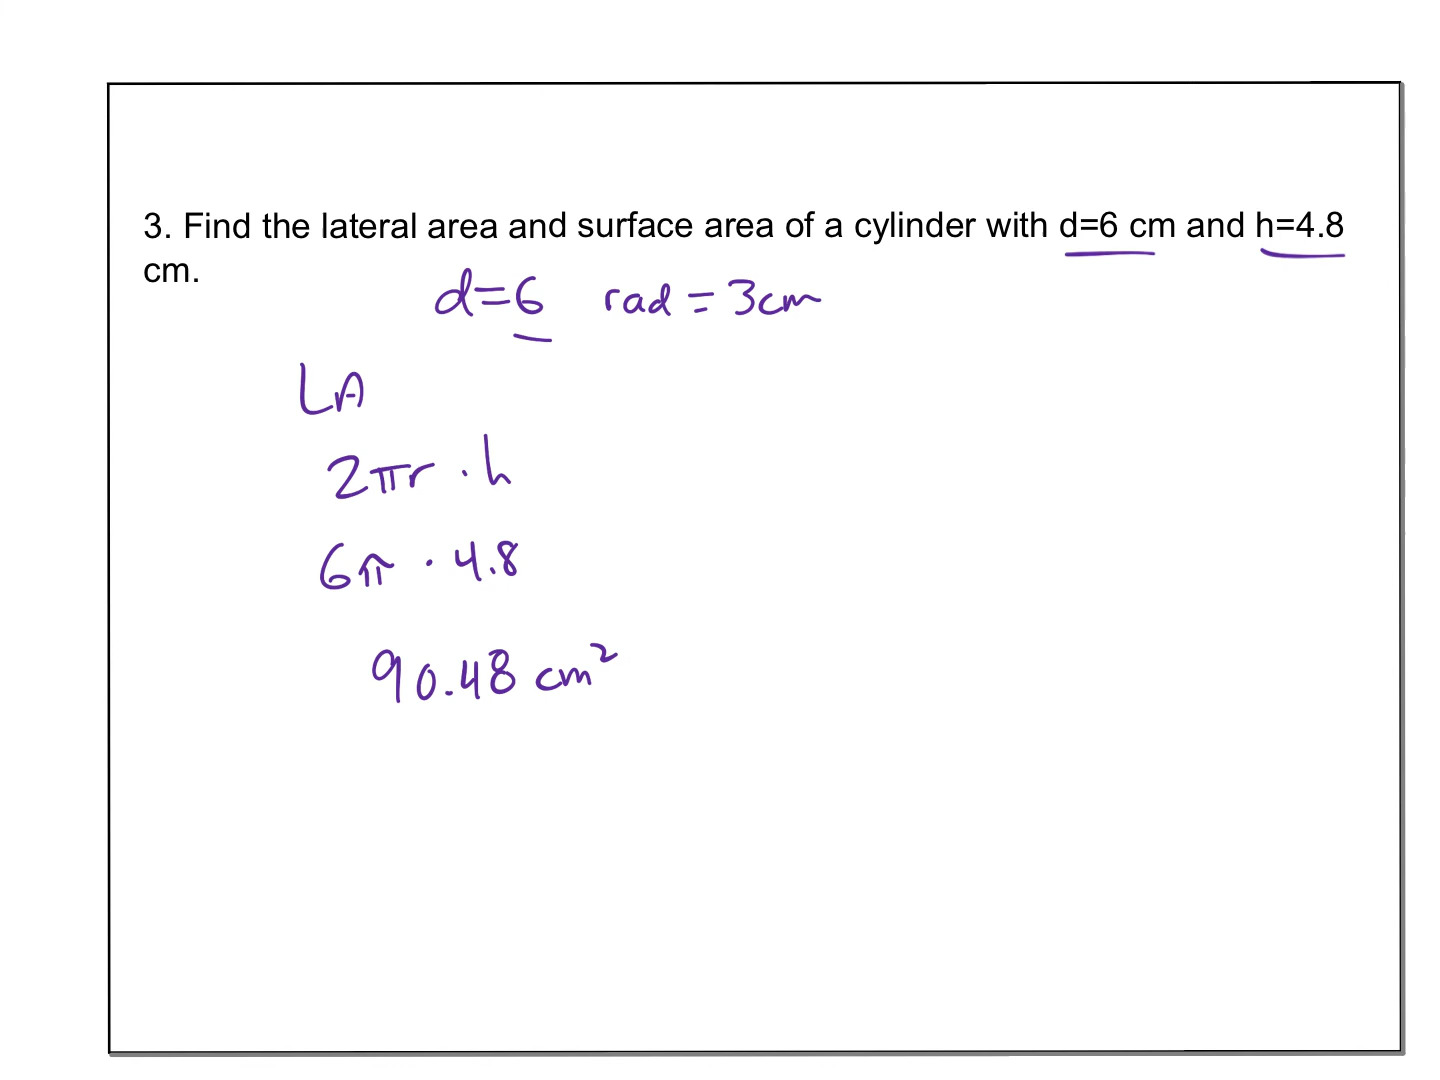 3. Find the lateral area and surface area of a cylinder with d=6 cm and h=4.8
cm.
d=6 rad = 3cm
LA
2πr · h
6π · 4.8
90.48 cm²